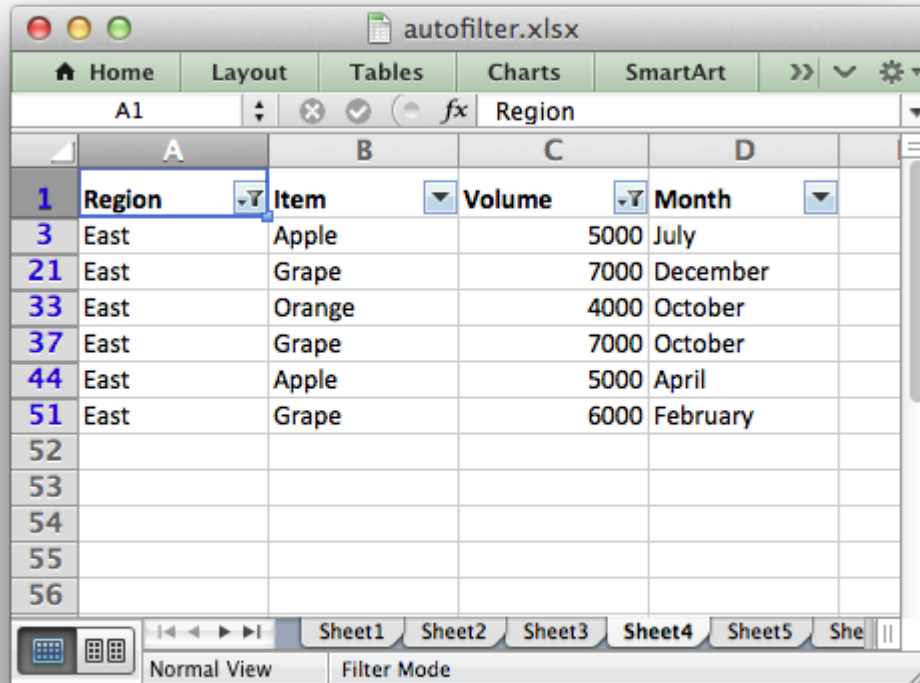 autofilter.xlsx
Home Layout Tables Charts SmartArt
A1 fx Region
A B C D
1 Region Item Volume Month
3 East Apple 5000 July
21 East Grape 7000 December
33 East Orange 4000 October
37 East Grape 7000 October
44 East Apple 5000 April
51 East Grape 6000 February
52
53
54
55
56
Sheet1 Sheet2 Sheet3 Sheet4 Sheet5 She
Normal View Filter Mode